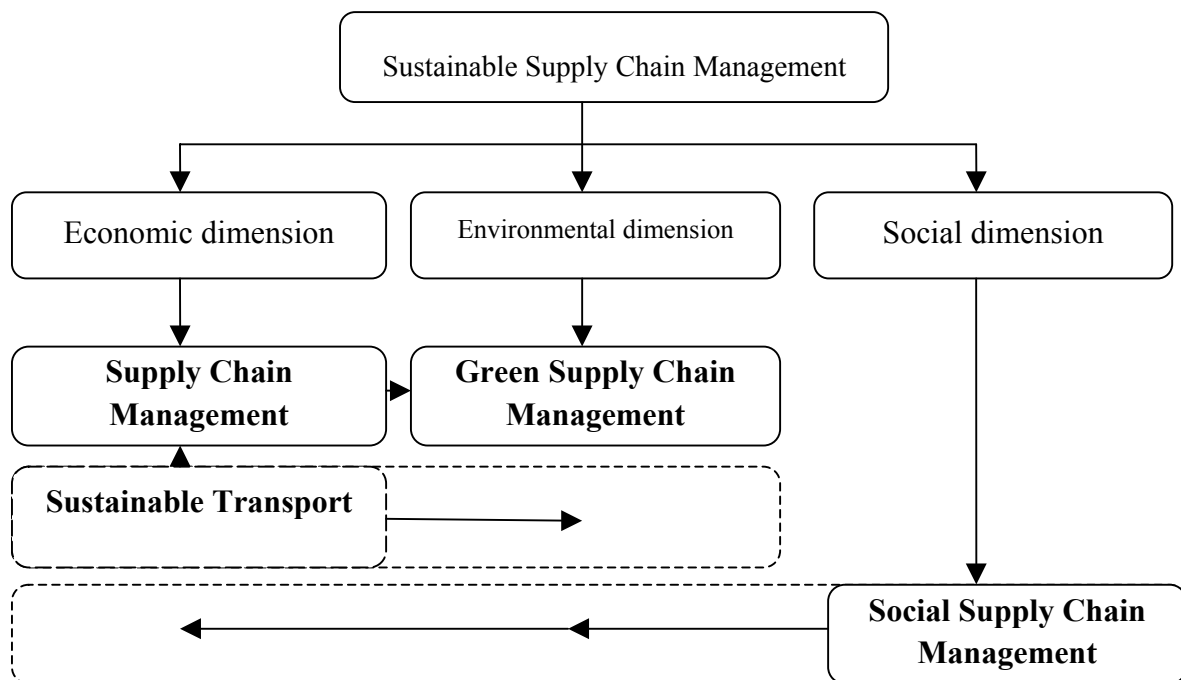 Sustainable Supply Chain Management
Economic dimension
Environmental dimension
Social dimension
Supply Chain
Management
Green Supply Chain
Management
Sustainable Transport
Social Supply Chain
Management